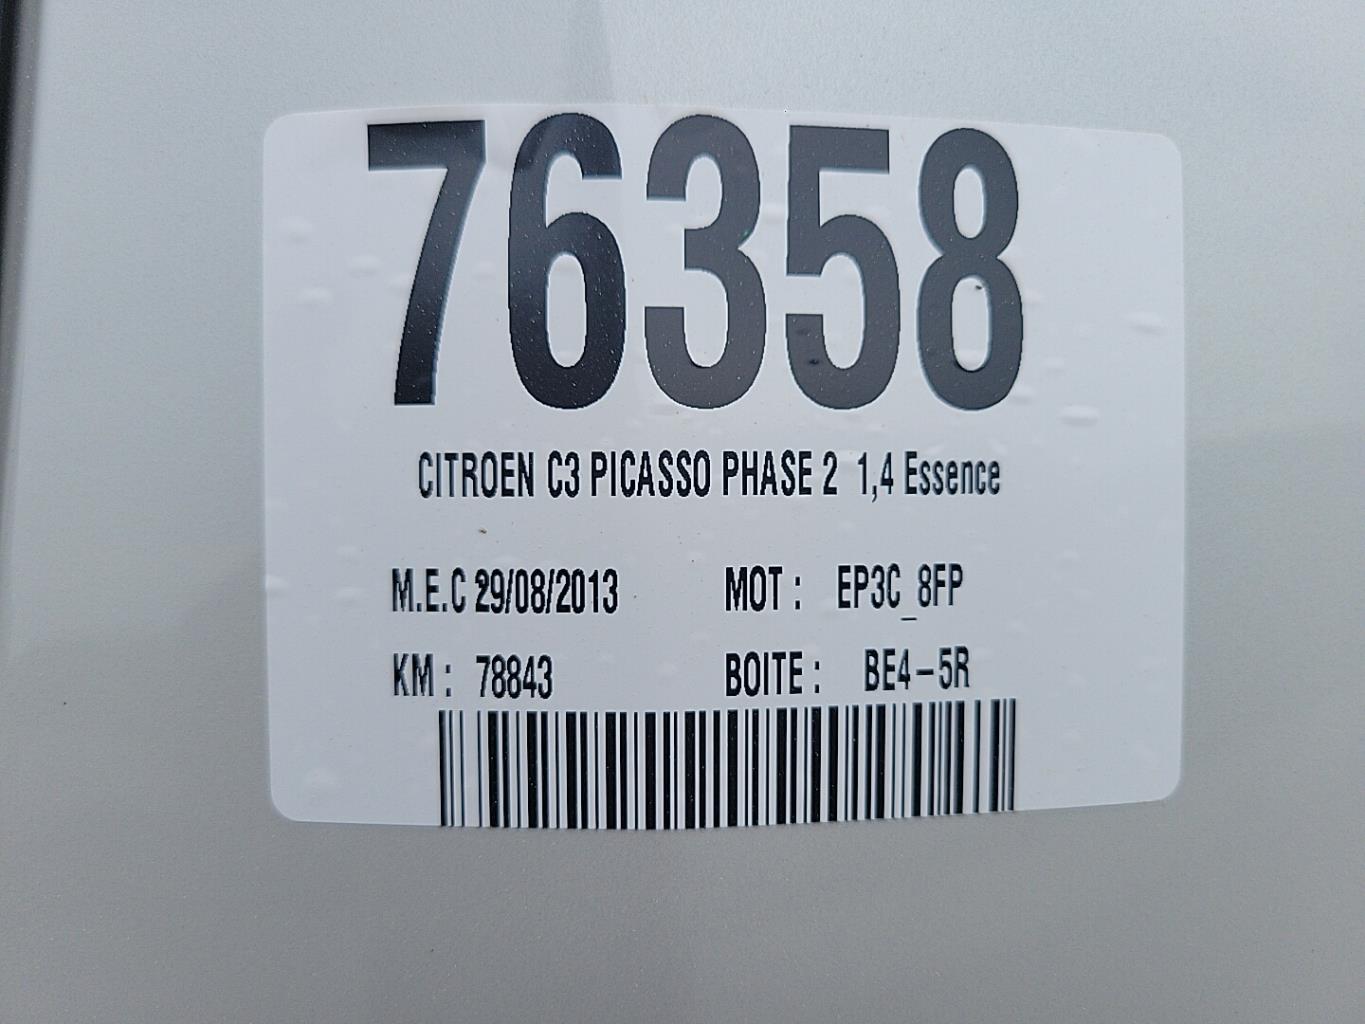 76358
CITROEN C3 PICASSO PHASE 2 1,4 Essence
M.E.C 29/08/2013 MOT : EP3C_8FP
KM : 78843 BOITE : BE4-5R